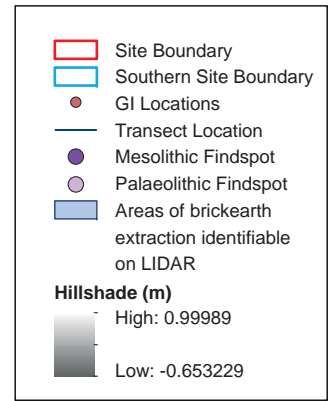 Site Boundary
Southern Site Boundary
GI Locations
Transect Location
Mesolithic Findspot
Palaeolithic Findspot
Areas of brickearth
extraction identifiable
on LIDAR
Hillshade (m)
High: 0.99989
Low: -0.653229